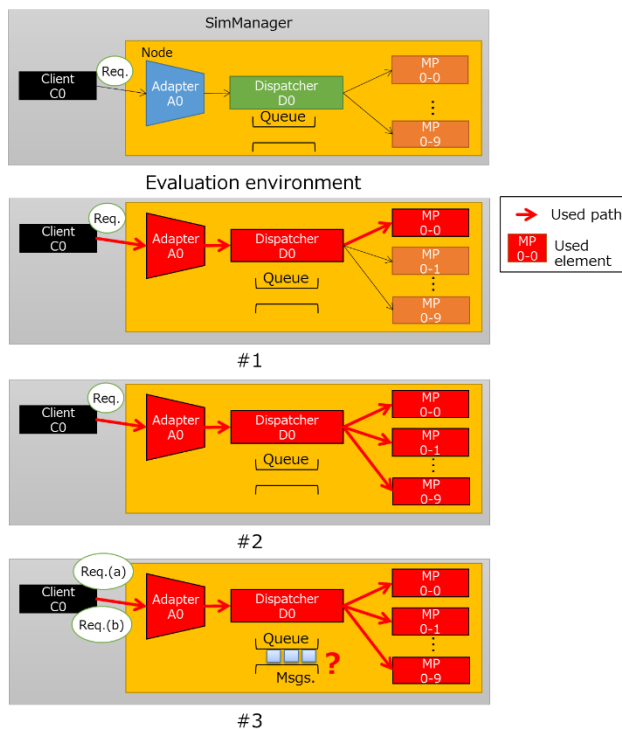 SimManager
Node
Req.
Client
C0
Adapter
A0
Dispatcher
D0
Queue
MP
0-0
⋮
MP
0-9
Evaluation environment
Req.
Client
C0
Adapter
A0
Dispatcher
D0
Queue
MP
0-0
MP
0-1
⋮
MP
0-9
#1
Used path
MP
0-0
Used
element
Req.
Client
C0
Adapter
A0
Dispatcher
D0
Queue
MP
0-0
MP
0-1
⋮
MP
0-9
#2
Req.(a)
Client
C0
Req.(b)
Adapter
A0
Dispatcher
D0
Queue
?
Msgs.
MP
0-0
MP
0-1
⋮
MP
0-9
#3